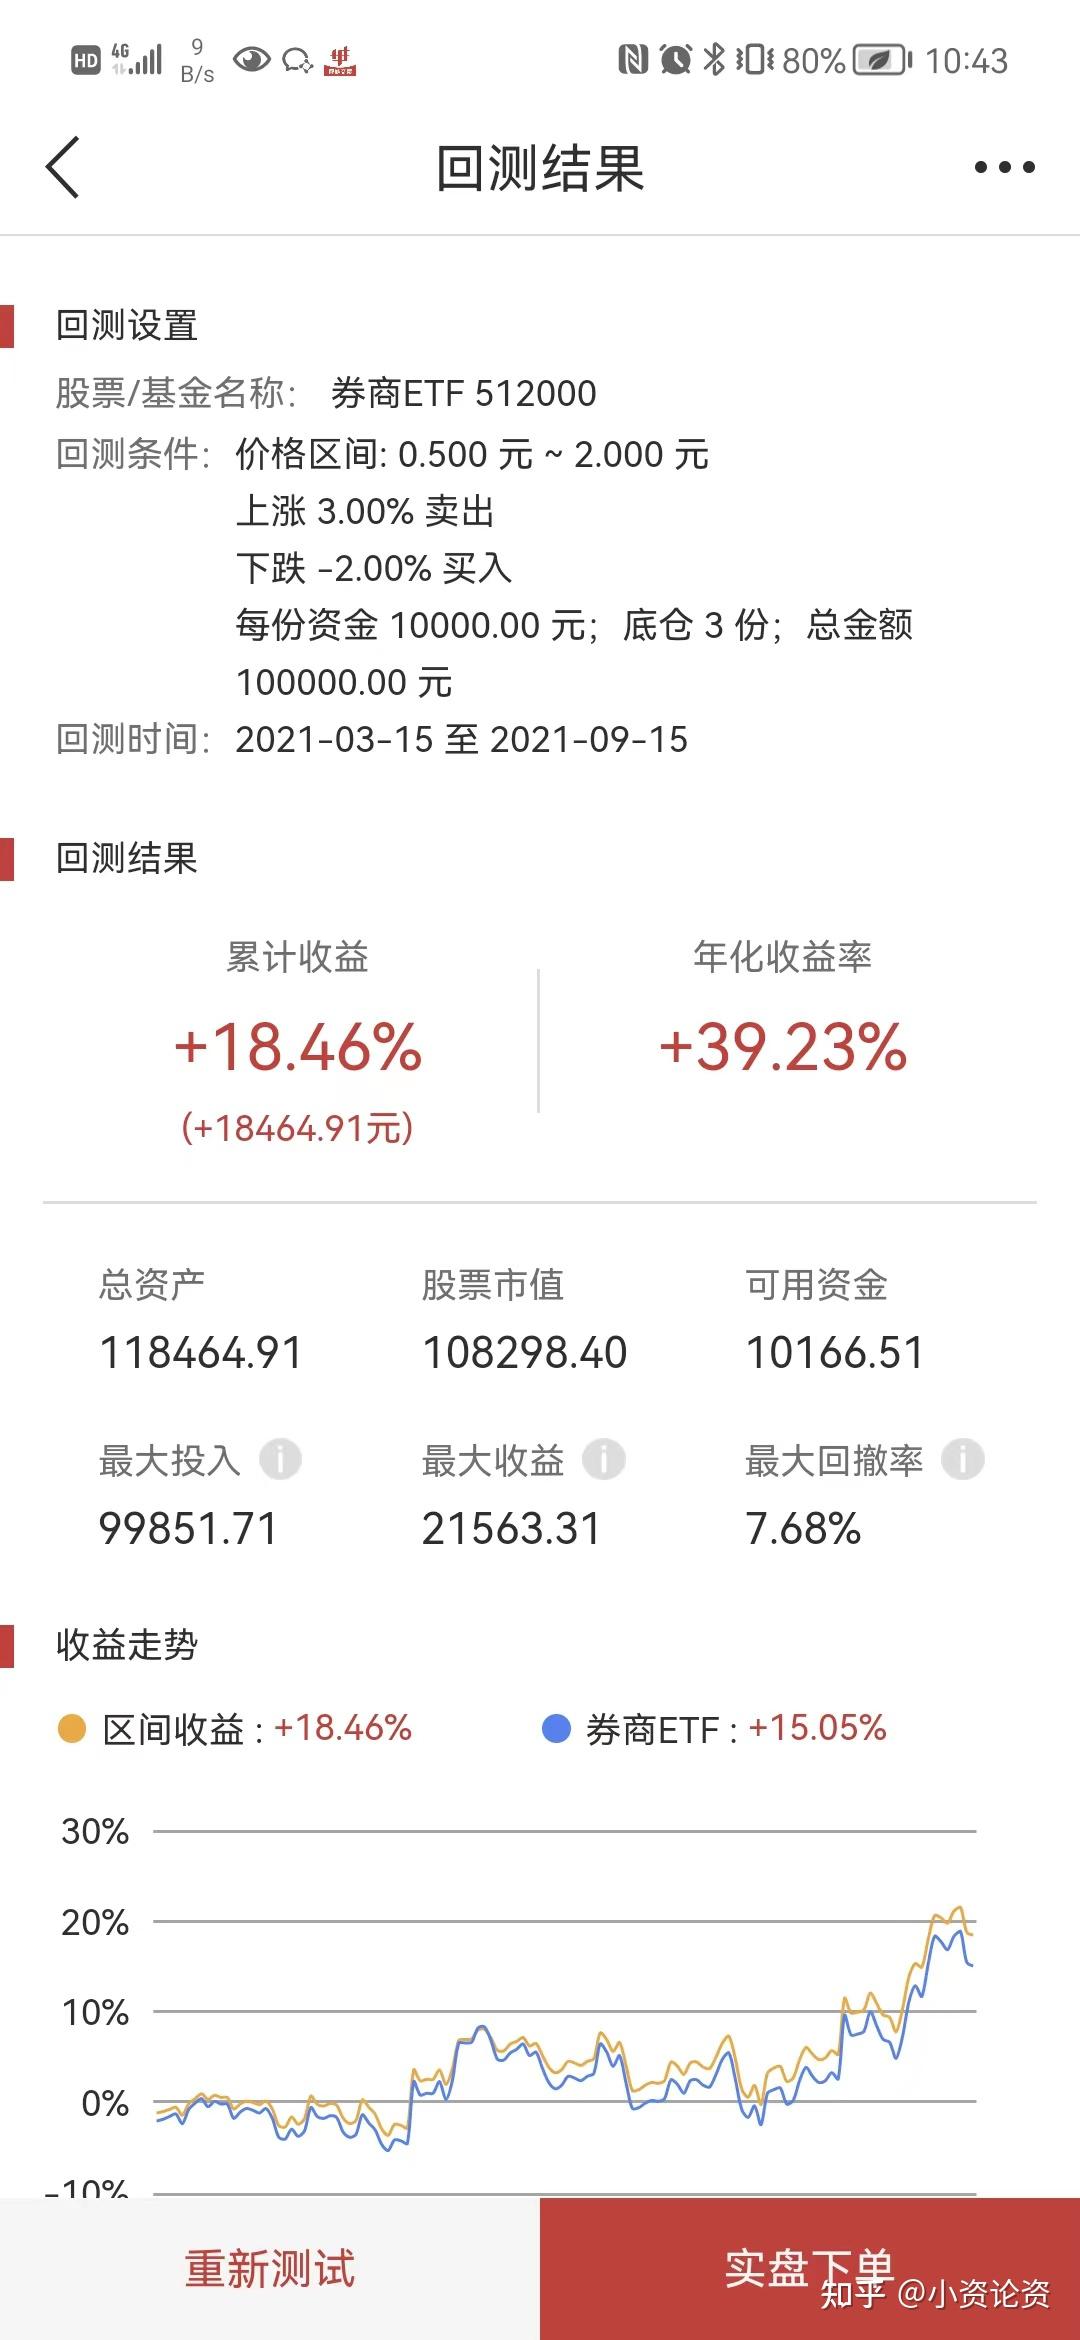 HD 4G 9 B/s 80% 10:43
回测结果
回测设置
股票/基金名称： 券商ETF 512000
回测条件： 价格区间: 0.500 元 ~ 2.000 元
上涨 3.00% 卖出
下跌 -2.00% 买入
每份资金 10000.00 元；底仓 3 份；总金额
100000.00 元
回测时间： 2021-03-15 至 2021-09-15
回测结果
累计收益 年化收益率
+18.46% +39.23%
(+18464.91元)
总资产 股票市值 可用资金
118464.91 108298.40 10166.51
最大投入 i 最大收益 i 最大回撤率 i
99851.71 21563.31 7.68%
收益走势
区间收益 : +18.46% 券商ETF : +15.05%
30%
20%
10%
0%
-10%
重新测试 实盘下单
知乎 @小资论资